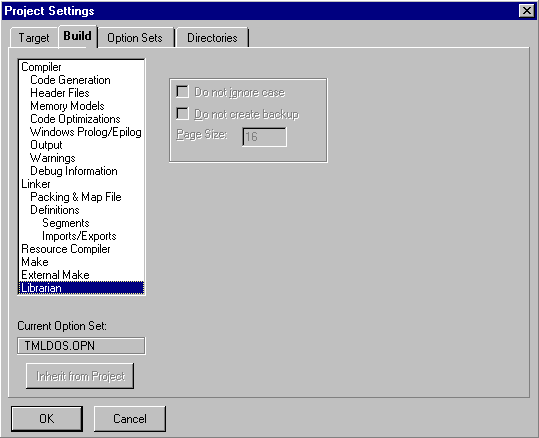 Project Settings
Target Build Option Sets Directories
Compiler
Code Generation
Header Files
Memory Models
Code Optimizations
Windows Prolog/Epilog
Output
Warnings
Debug Information
Linker
Packing & Map File
Definitions
Segments
Imports/Exports
Resource Compiler
Make
External Make
Librarian
Do not ignore case
Do not create backup
Page Size: 16
Current Option Set:
TMLDOS.OPN
Inherit from Project
OK Cancel